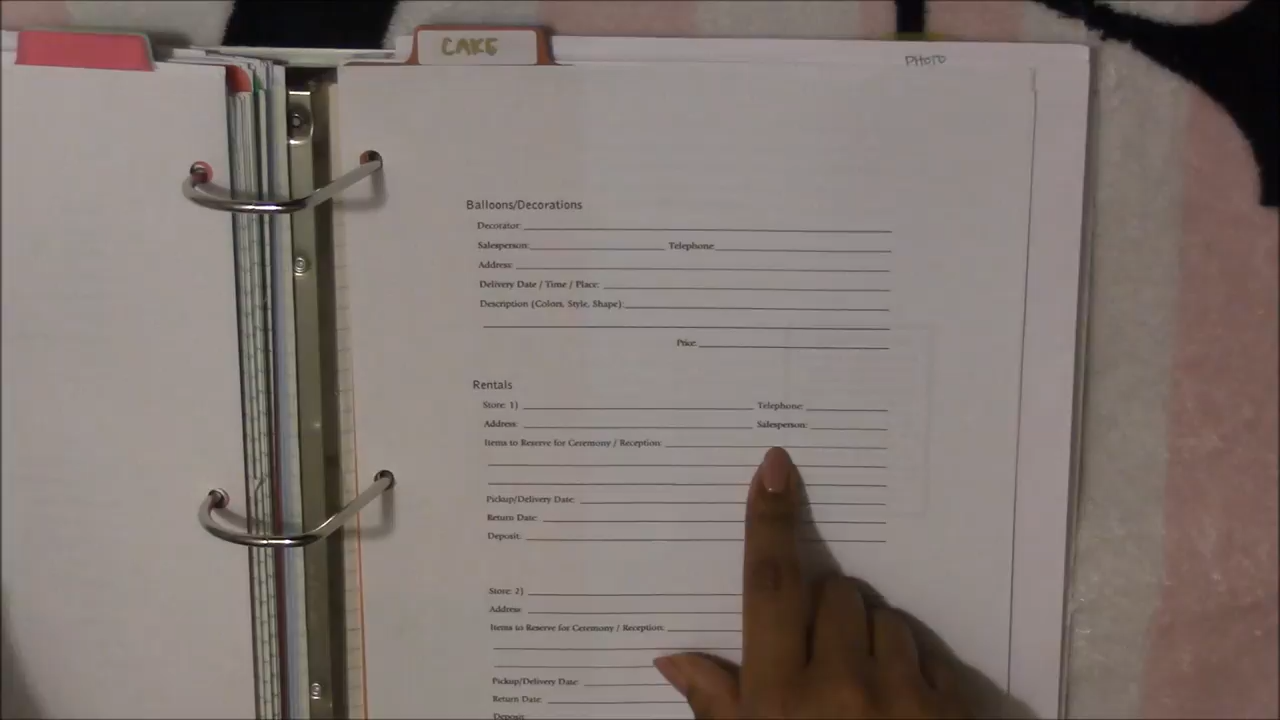 CAKE
PHOTO
Balloons/Decorations
Decorator:
Salesperson: Telephone:
Address:
Delivery Date / Time / Place:
Description (Colors, Style, Shape):
Price:
Rentals
Store: 1) Telephone:
Address: Salesperson:
Items to Reserve for Ceremony / Reception:
Pickup/Delivery Date:
Return Date:
Deposit:
Store: 2)
Address:
Items to Reserve for Ceremony / Reception:
Pickup/Delivery Date:
Return Date:
Deposit: